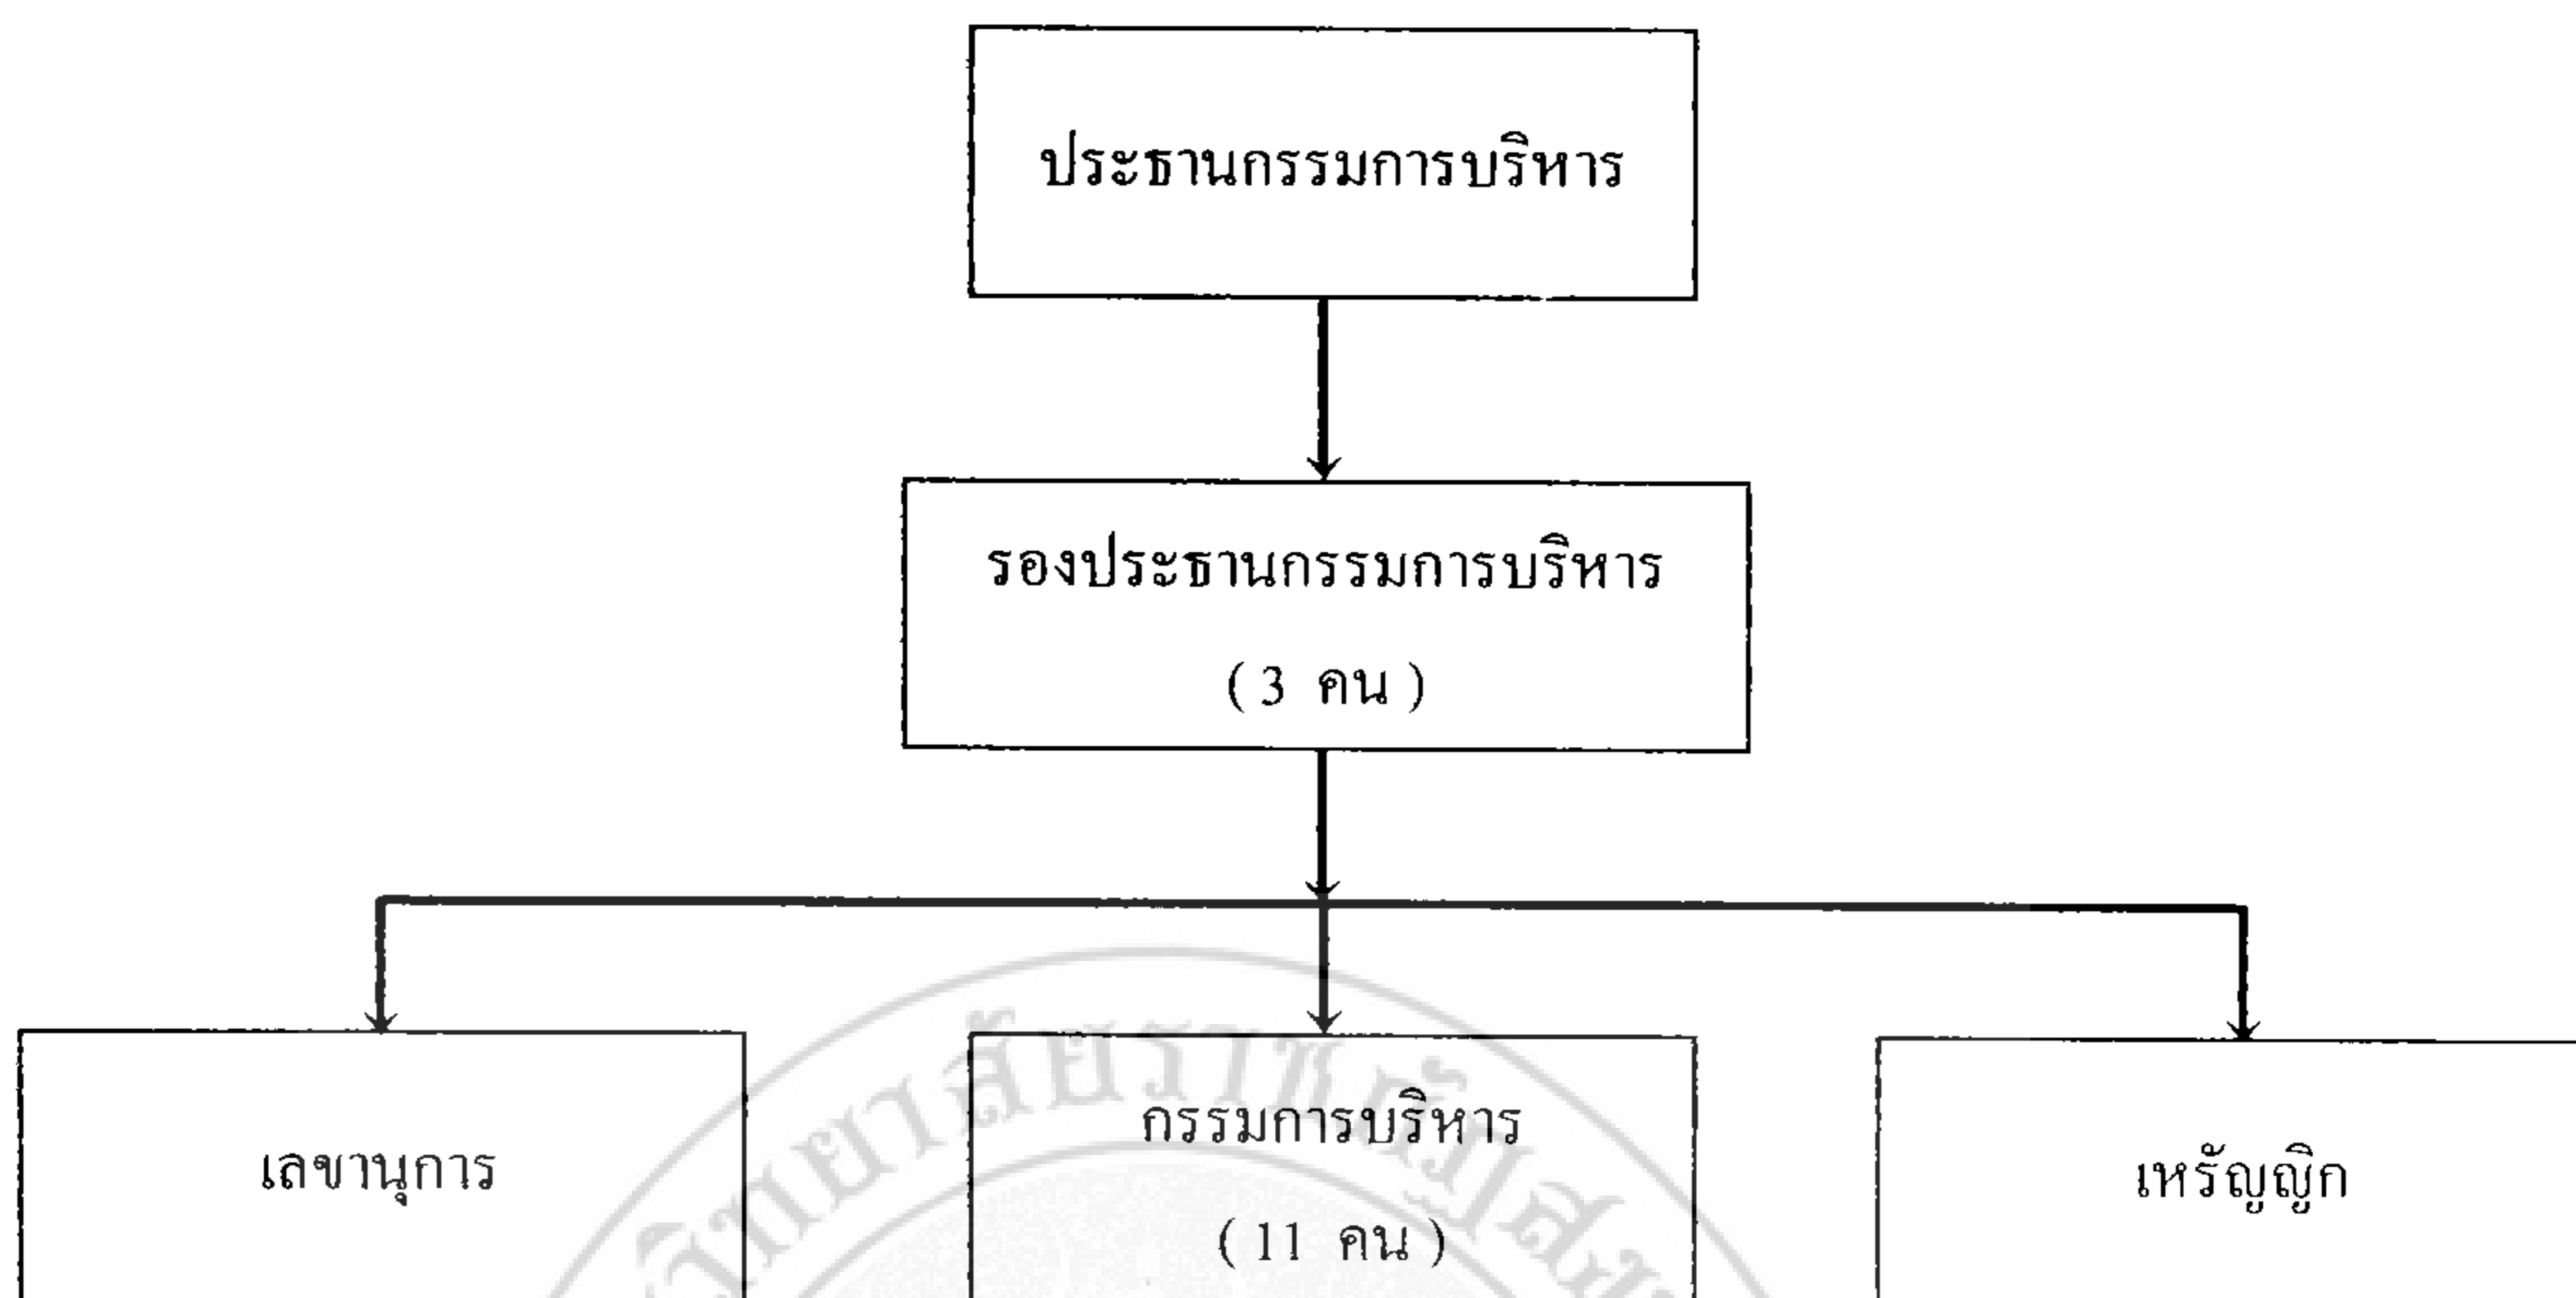 ประธานกรรมการบริหาร
รองประธานกรรมการบริหาร
( 3 คน )
เลขานุการ
กรรมการบริหาร
( 11 คน )
เหรัญญิก